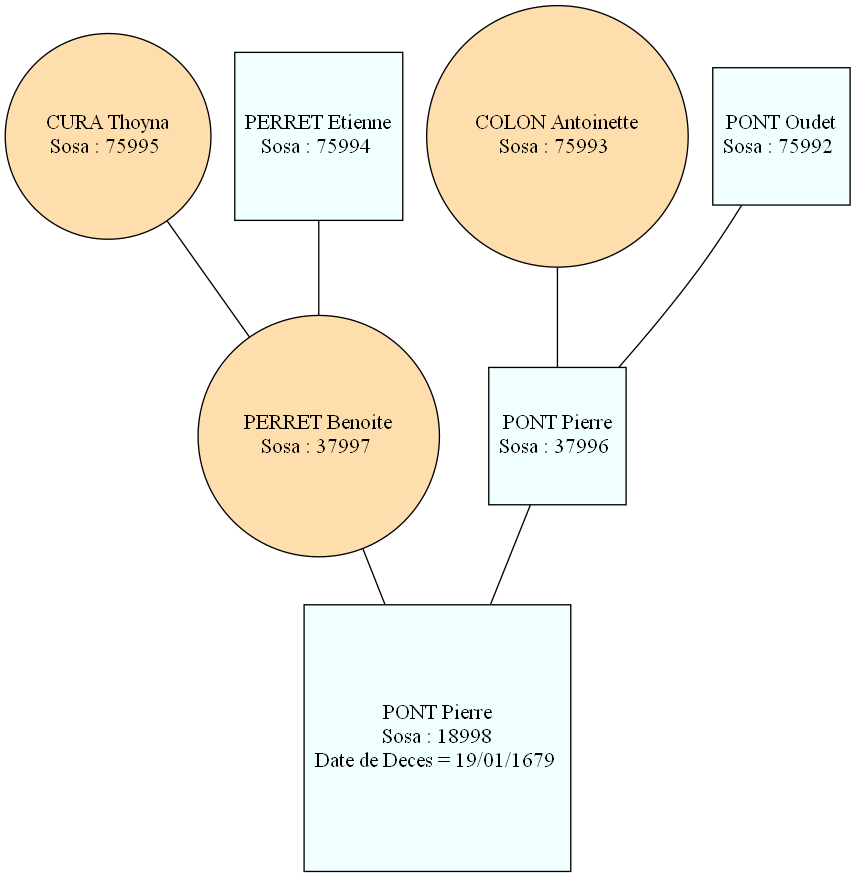 CURA Thoyna
Sosa : 75995
PERRET Etienne
Sosa : 75994
COLON Antoinette
Sosa : 75993
PONT Oudet
Sosa : 75992
PERRET Benoite
Sosa : 37997
PONT Pierre
Sosa : 37996
PONT Pierre
Sosa : 18998
Date de Deces = 19/01/1679